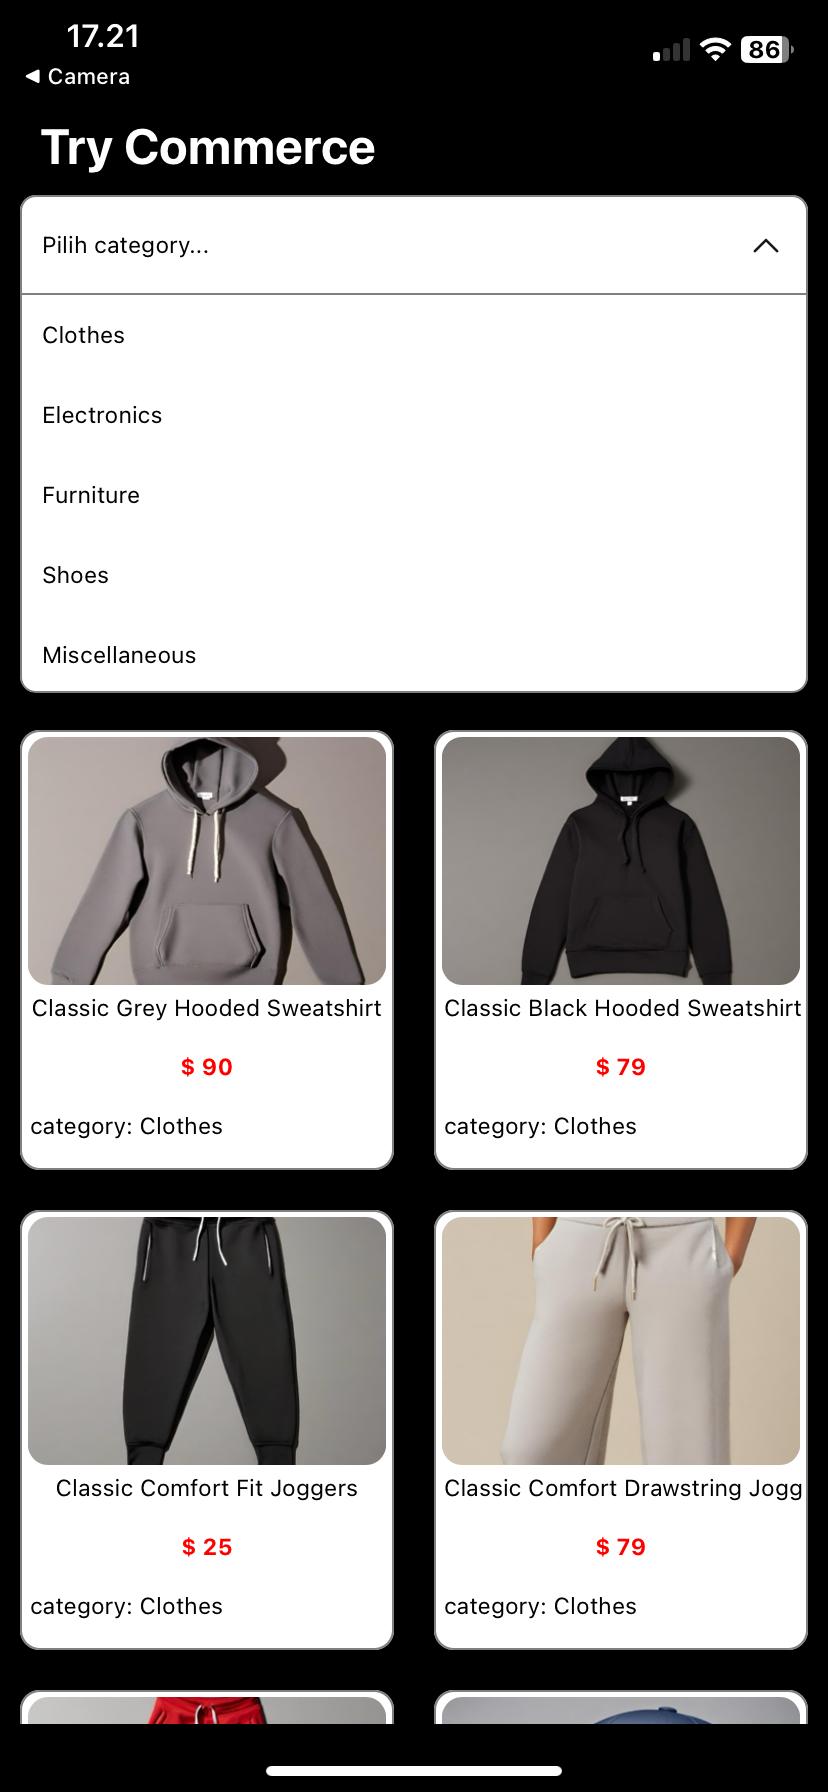 17.21
86
◀ Camera
Try Commerce
Pilih category...
Clothes
Electronics
Furniture
Shoes
Miscellaneous
Classic Grey Hooded Sweatshirt
$ 90
category: Clothes
Classic Black Hooded Sweatshirt
$ 79
category: Clothes
Classic Comfort Fit Joggers
$ 25
category: Clothes
Classic Comfort Drawstring Jogg
$ 79
category: Clothes